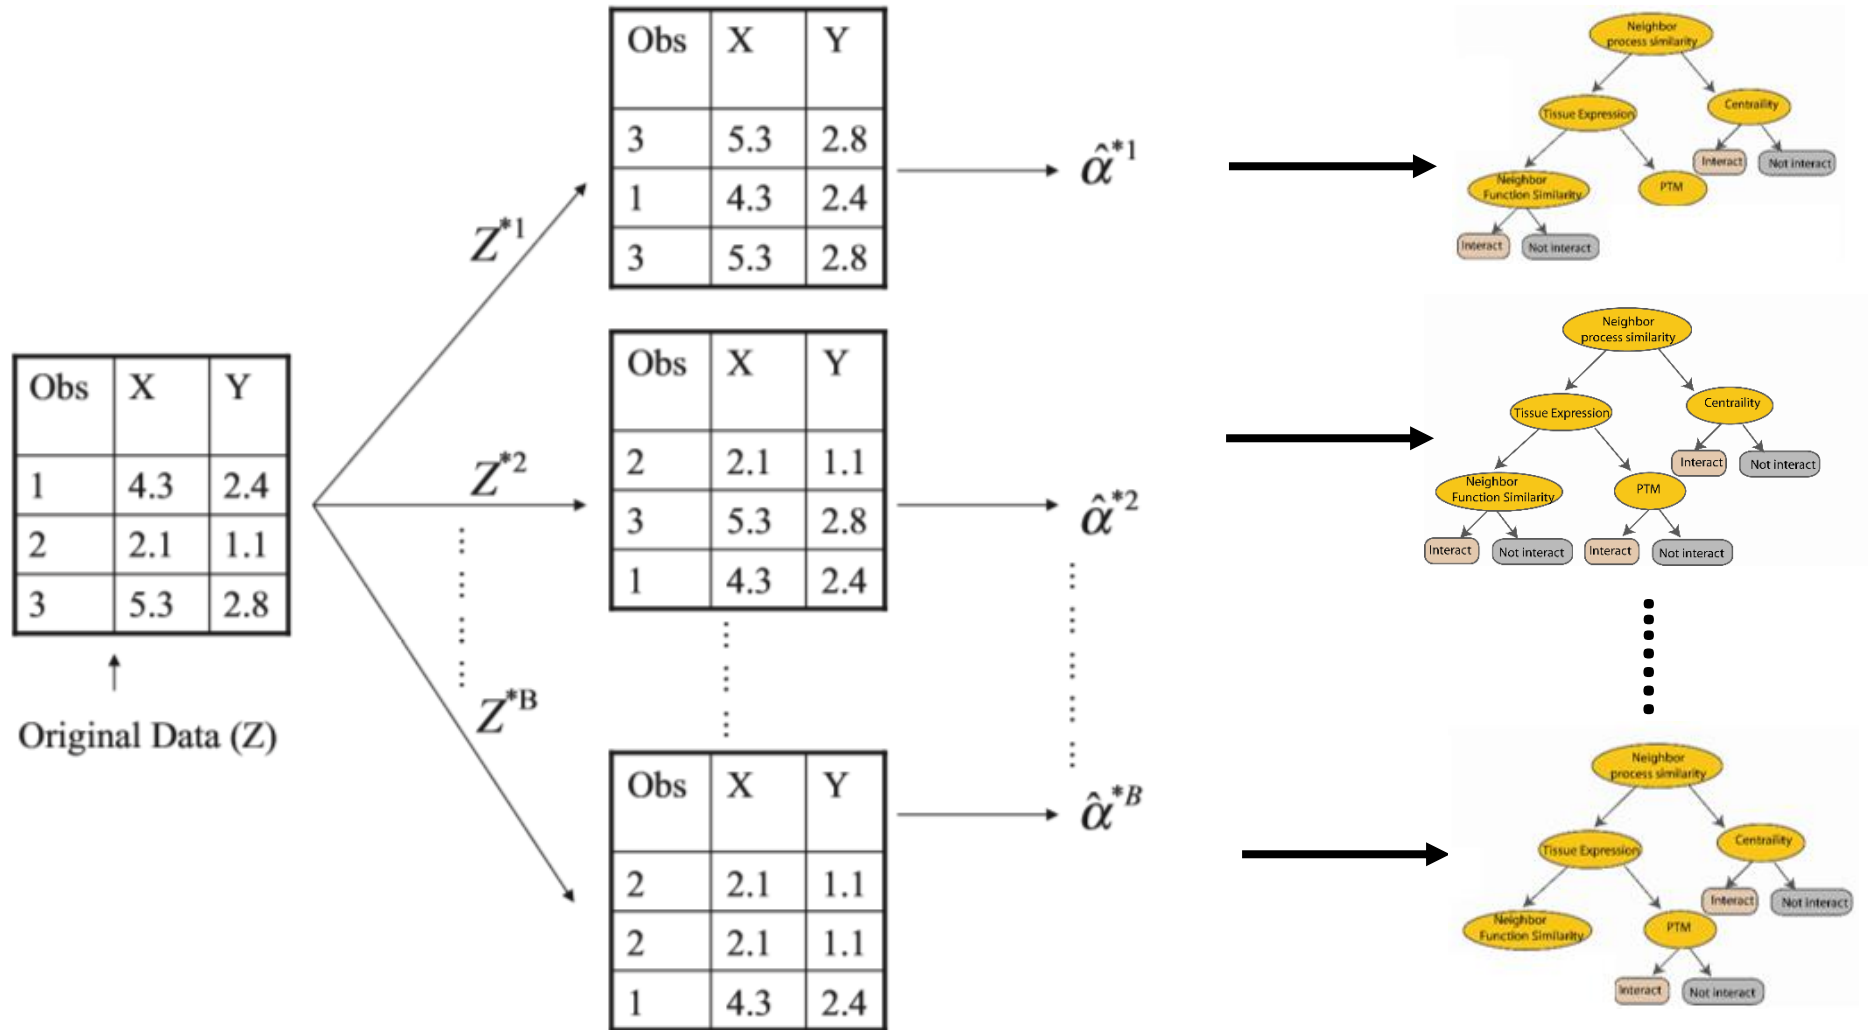 Obs X Y
1 4.3 2.4
2 2.1 1.1
3 5.3 2.8
Original Data (Z)
Z*1
Z*2
Z*B
Obs X Y
3 5.3 2.8
1 4.3 2.4
3 5.3 2.8
Obs X Y
2 2.1 1.1
3 5.3 2.8
1 4.3 2.4
Obs X Y
2 2.1 1.1
2 2.1 1.1
1 4.3 2.4
α̂*1
α̂*2
α̂*B
Neighbor
process similarity
Tissue Expression
Centraility
Interact
Not interact
Neighbor
Function Similarity
PTM
Interact
Not interact
Neighbor
process similarity
Tissue Expression
Centraility
Interact
Not interact
Neighbor
Function Similarity
PTM
Interact
Not interact
Interact
Not interact
Neighbor
process similarity
Tissue Expression
Centraility
Interact
Not interact
Neighbor
Function Similarity
PTM
Interact
Not interact